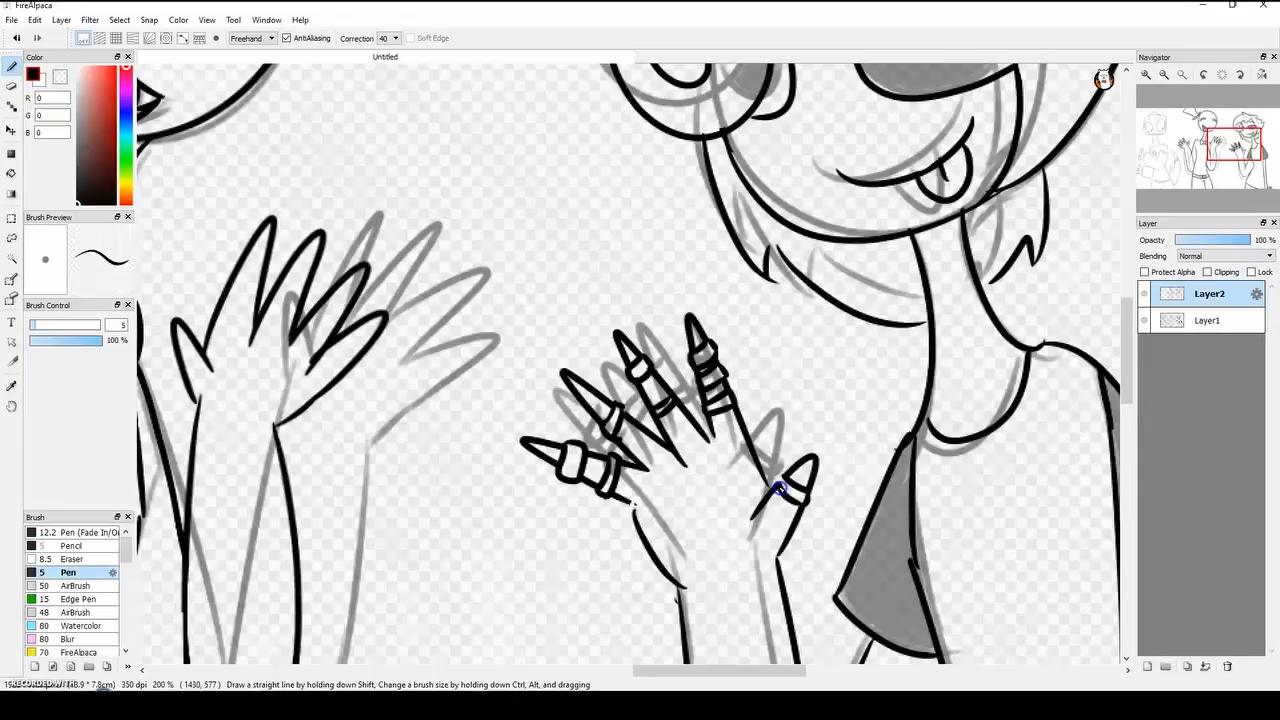 FireAlpaca
File Edit Layer Filter Select Snap Color View Tool Window Help
off Freehand AntiAliasing Correction 40 Soft Edge
Color Untitled Navigator
R 0
G 0
B 0
Brush Preview
Layer
Opacity 100 %
Blending Normal
Protect Alpha Clipping Lock
Layer2
Layer1
Brush Control
5
100 %
Brush
12.2 Pen (Fade In/O
5 Pencil
8.5 Eraser
5 Pen
50 AirBrush
15 Edge Pen
48 AirBrush
80 Watercolor
80 Blur
70 FireAlpaca
RECORDED WITH
350 dpi 200 % ( 1430, 577 ) Draw a straight line by holding down Shift, Change a brush size by holding down Ctrl, Alt, and dragging